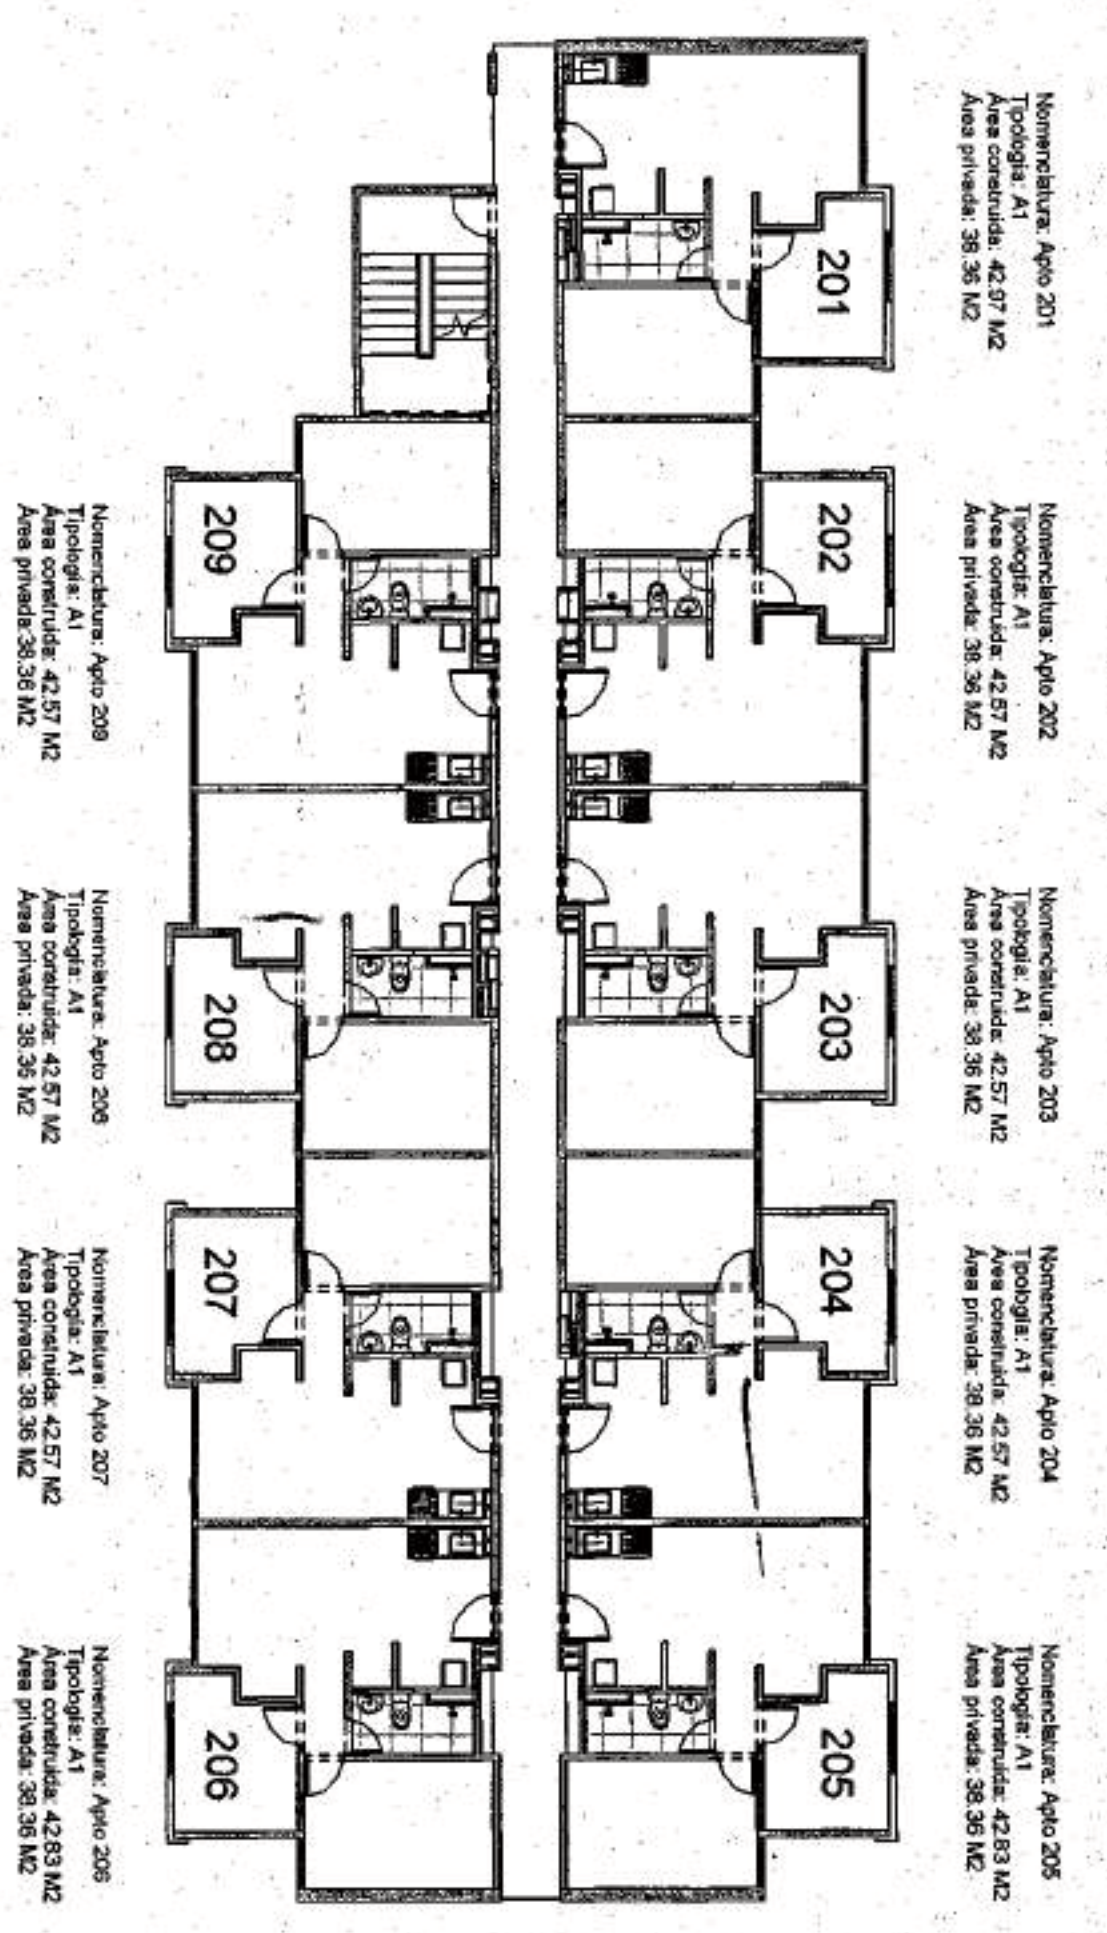 Nomenclatura: Apto 201
Tipología: A1
Área construida: 42.97 M2
Área privada: 38.36 M2
Nomenclatura: Apto 202
Tipología: A1
Área construida: 42.57 M2
Área privada: 38.36 M2
Nomenclatura: Apto 203
Tipología: A1
Área construida: 42.57 M2
Área privada: 38.36 M2
Nomenclatura: Apto 204
Tipología: A1
Área construida: 42.57 M2
Área privada: 38.36 M2
Nomenclatura: Apto 205
Tipología: A1
Área construida: 42.83 M2
Área privada: 38.36 M2
201
202
203
204
205
209
208
207
206
Nomenclatura: Apto 209
Tipología: A1
Área construida: 42.57 M2
Área privada:38.36 M2
Nomenclatura: Apto 208
Tipología: A1
Área construida: 42.57 M2
Área privada: 38.36 M2
Nomenclatura: Apto 207
Tipología: A1
Área construida: 42.57 M2
Área privada: 38.36 M2
Nomenclatura: Apto 206
Tipología: A1
Área construida: 42.83 M2
Área privada: 38.36 M2